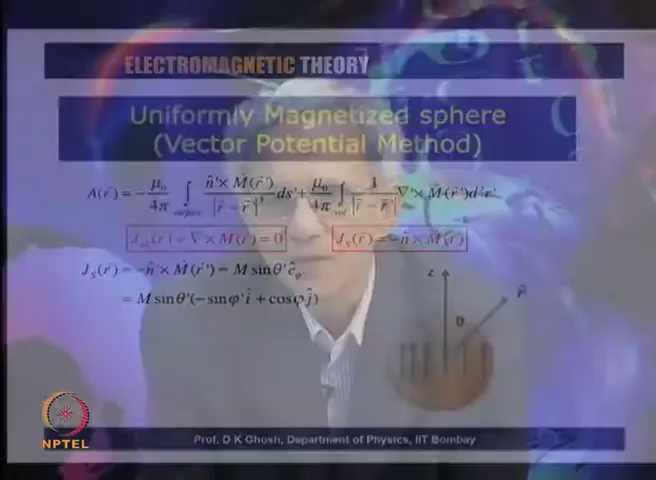 ELECTROMAGNETIC THEORY
Uniformly Magnetized sphere
(Vector Potential Method)
A(r⃗) = -μ₀/4π ∫surface n̂'×M⃗(r⃗')/|r⃗ - r⃗'| ds' + μ₀/4π ∫vol 1/|r⃗ - r⃗'| ∇'×M⃗(r⃗')d³r'
J_M(r⃗) = ∇×M(r⃗) = 0 J_s(r⃗) = -n̂×M⃗(r⃗)
J_S(r⃗') = -n̂'×M⃗(r⃗') = M sinθ' ê_φ'
= M sinθ'(-sinφ' î + cosφ ĵ)
z
r⃗
θ
NPTEL
Prof. D K Ghosh, Department of Physics, IIT Bombay